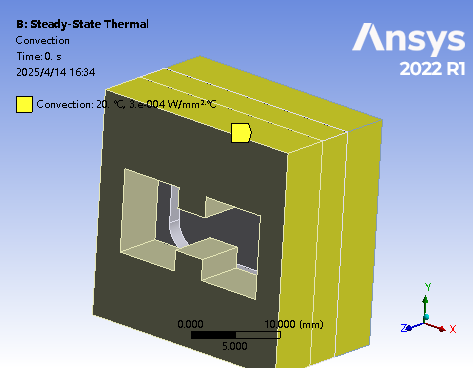 B: Steady-State Thermal
Convection
Time: 0. s
2025/4/14 16:34
Convection: 20. °C, 3.e-004 W/mm²·°C
Ansys
2022 R1
0.000 10.000 (mm)
5.000
Y
Z X